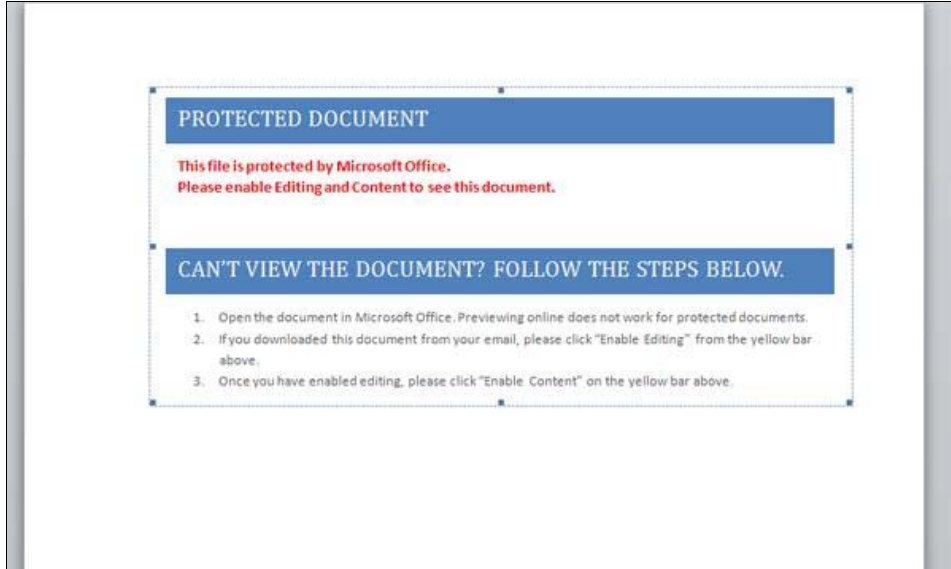 PROTECTED DOCUMENT
This file is protected by Microsoft Office.
Please enable Editing and Content to see this document.
CAN'T VIEW THE DOCUMENT? FOLLOW THE STEPS BELOW.
1. Open the document in Microsoft Office. Previewing online does not work for protected documents.
2. If you downloaded this document from your email, please click “Enable Editing” from the yellow bar
above.
3. Once you have enabled editing, please click “Enable Content” on the yellow bar above.